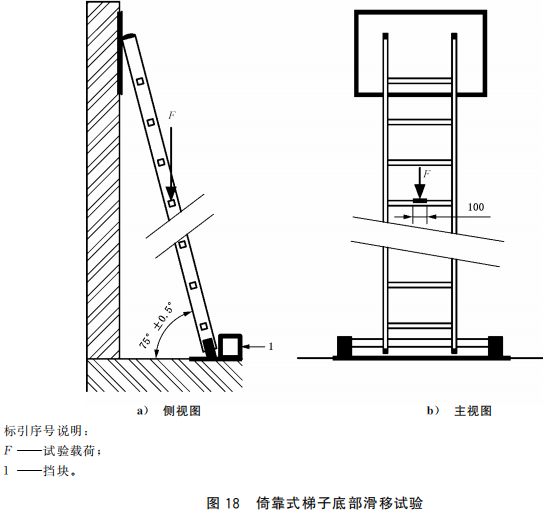 F
F
100
75° ±0.5°
1
a） 侧视图
b） 主视图
标引序号说明：
F ——试验载荷；
1 ——挡块。
图 18 倚靠式梯子底部滑移试验